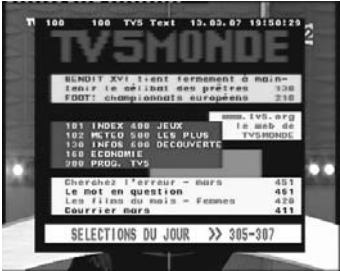 100 100 TV5 Text 13.03.07 19:50:29
TV5MONDE
BENOIT XVI tient fermement à main-
tenir le célibat des prêtres 130
FOOT: championnats européens 210
www.tv5.org
le web de
TV5MONDE
101 INDEX 400 JEUX
102 METEO 500 LES PLUS
130 INFOS 600 DECOUVERTE
160 ECONOMIE
200 PROG. TV5
Cherchez l'erreur - mars 451
Le mot en question 461
Les films du mois - Femmes 420
Courrier mars 411
SELECTIONS DU JOUR >> 305-307